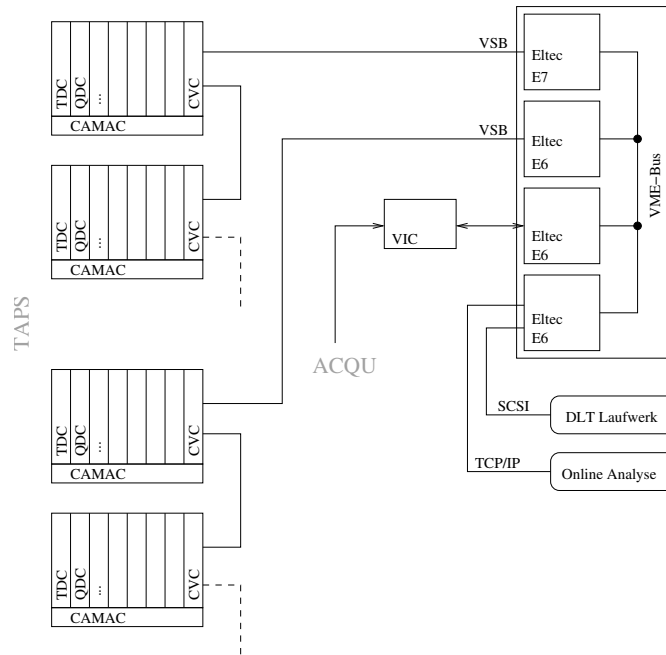 TDC
QDC
...
CVC
CAMAC
TDC
QDC
...
CVC
CAMAC
TAPS
TDC
QDC
...
CVC
CAMAC
TDC
QDC
...
CVC
CAMAC
VSB
VSB
VIC
ACQU
Eltec
E7
Eltec
E6
Eltec
E6
Eltec
E6
VME-Bus
SCSI
DLT Laufwerk
TCP/IP
Online Analyse